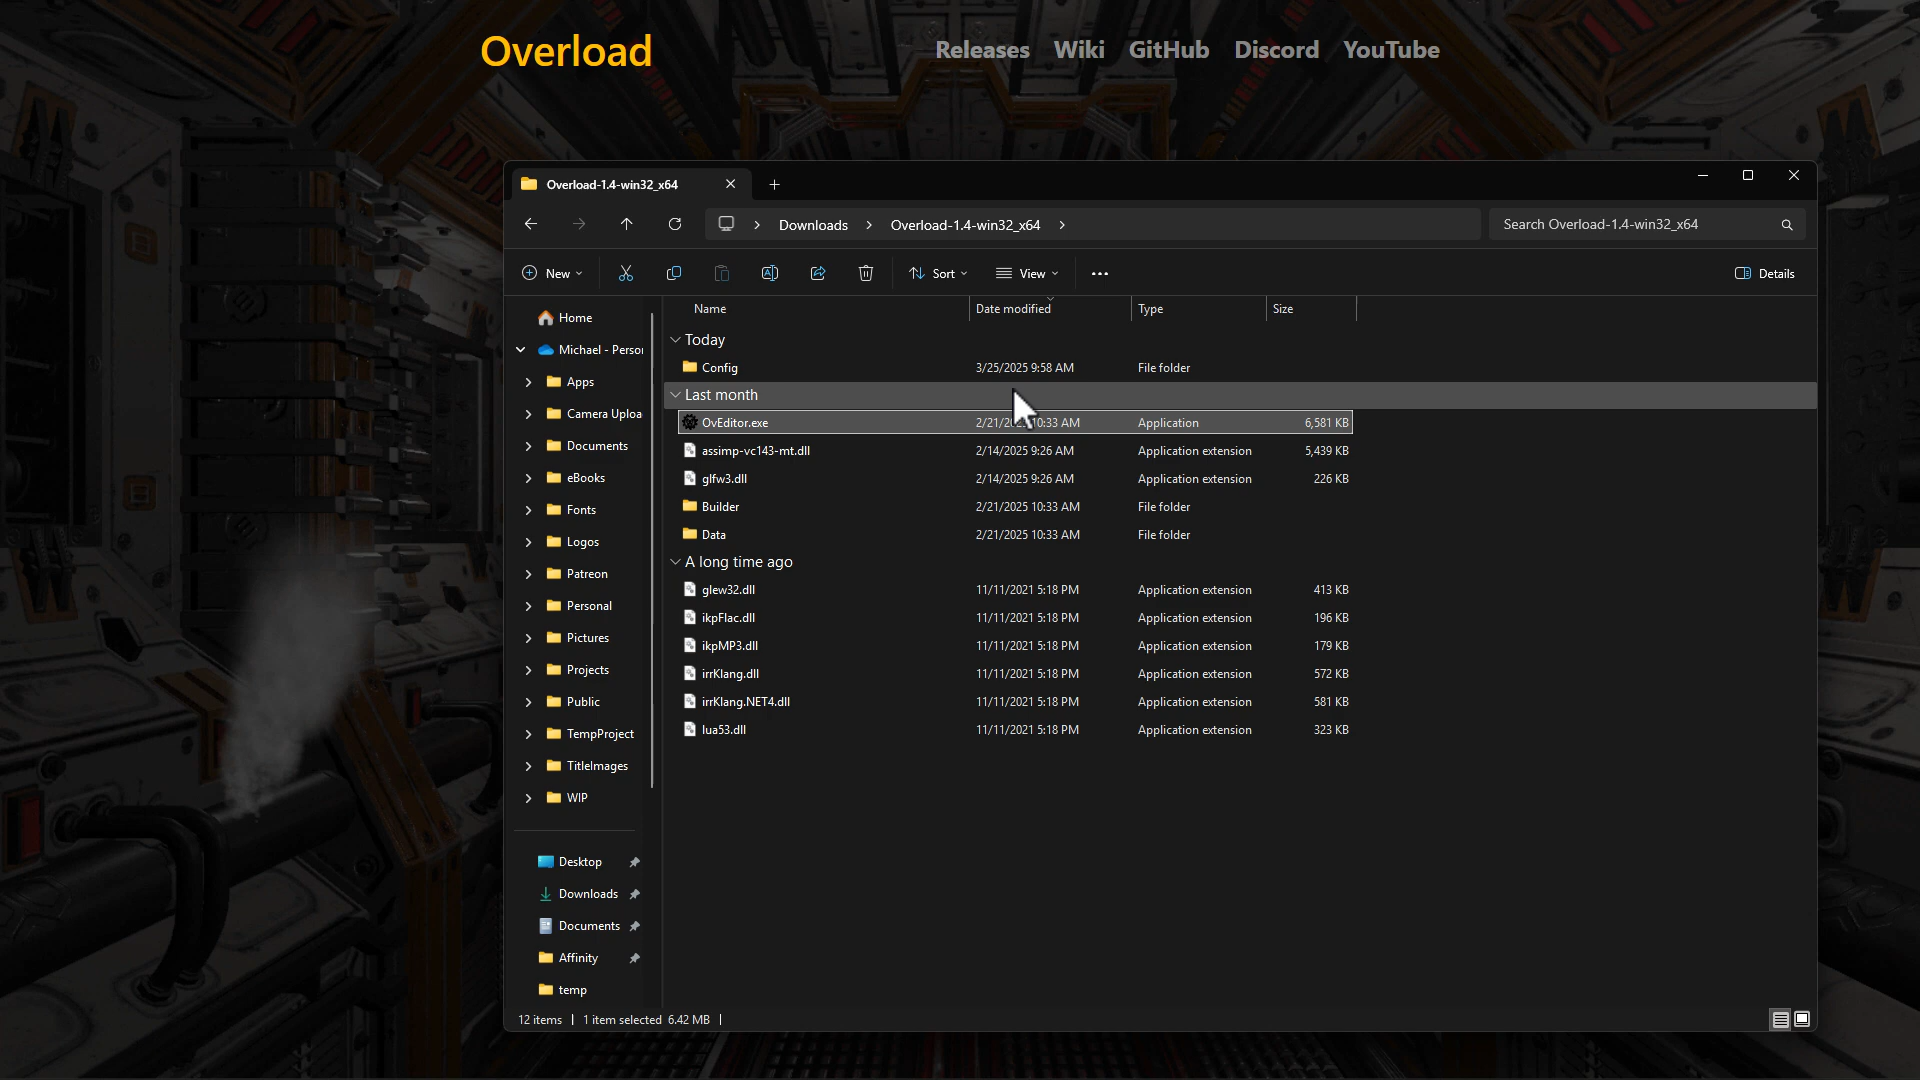 Overload
Releases Wiki GitHub Discord YouTube
Overload-1.4-win32_x64
Downloads Overload-1.4-win32_x64
Search Overload-1.4-win32_x64
New Sort View Details
Name Date modified Type Size
Home
Michael - Person
Apps
Camera Uploa
Documents
eBooks
Fonts
Logos
Patreon
Personal
Pictures
Projects
Public
TempProject
TitleImages
WIP
Desktop
Downloads
Documents
Affinity
temp
Today
Config 3/25/2025 9:58 AM File folder
Last month
OvEditor.exe 10:33 AM Application 6,581 KB
assimp-vc143-mt.dll 2/14/2025 9:26 AM Application extension 5,439 KB
glfw3.dll 2/14/2025 9:26 AM Application extension 226 KB
Builder 2/21/2025 10:33 AM File folder
Data 2/21/2025 10:33 AM File folder
A long time ago
glew32.dll 11/11/2021 5:18 PM Application extension 413 KB
ikpFlac.dll 11/11/2021 5:18 PM Application extension 196 KB
ikpMP3.dll 11/11/2021 5:18 PM Application extension 179 KB
irrKlang.dll 11/11/2021 5:18 PM Application extension 572 KB
irrKlang.NET4.dll 11/11/2021 5:18 PM Application extension 581 KB
lua53.dll 11/11/2021 5:18 PM Application extension 323 KB
12 items 1 item selected 6.42 MB